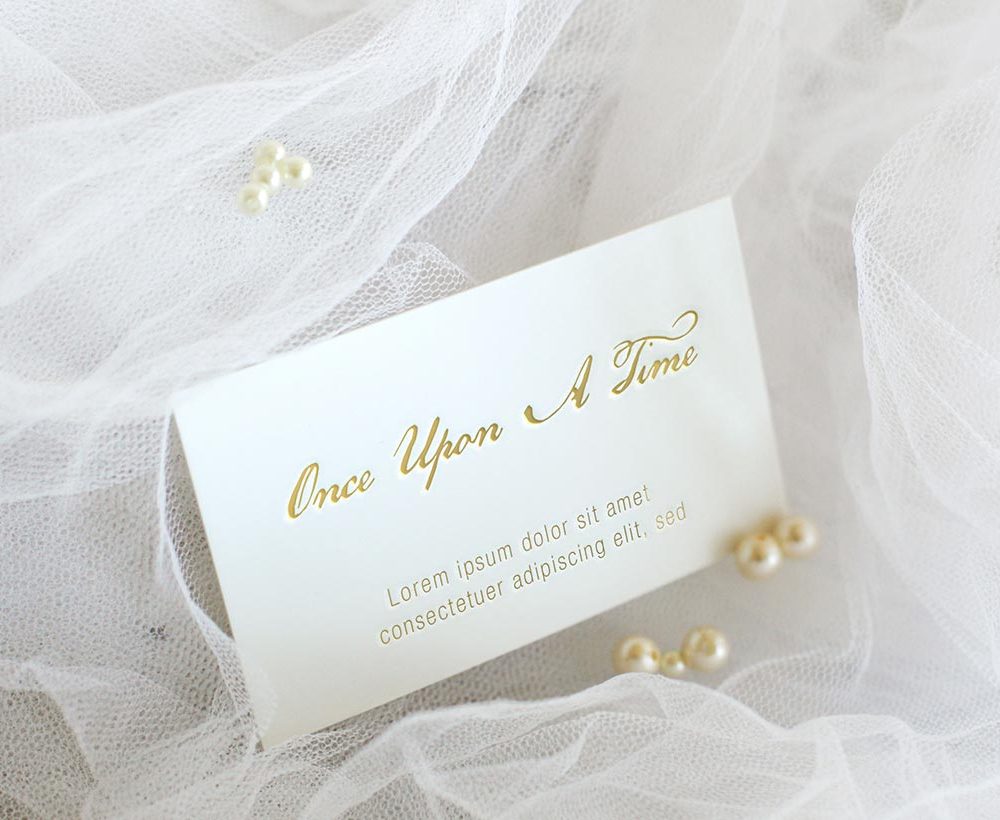 Once Upon A Time
Lorem ipsum dolor sit amet
consectetuer adipiscing elit, sed